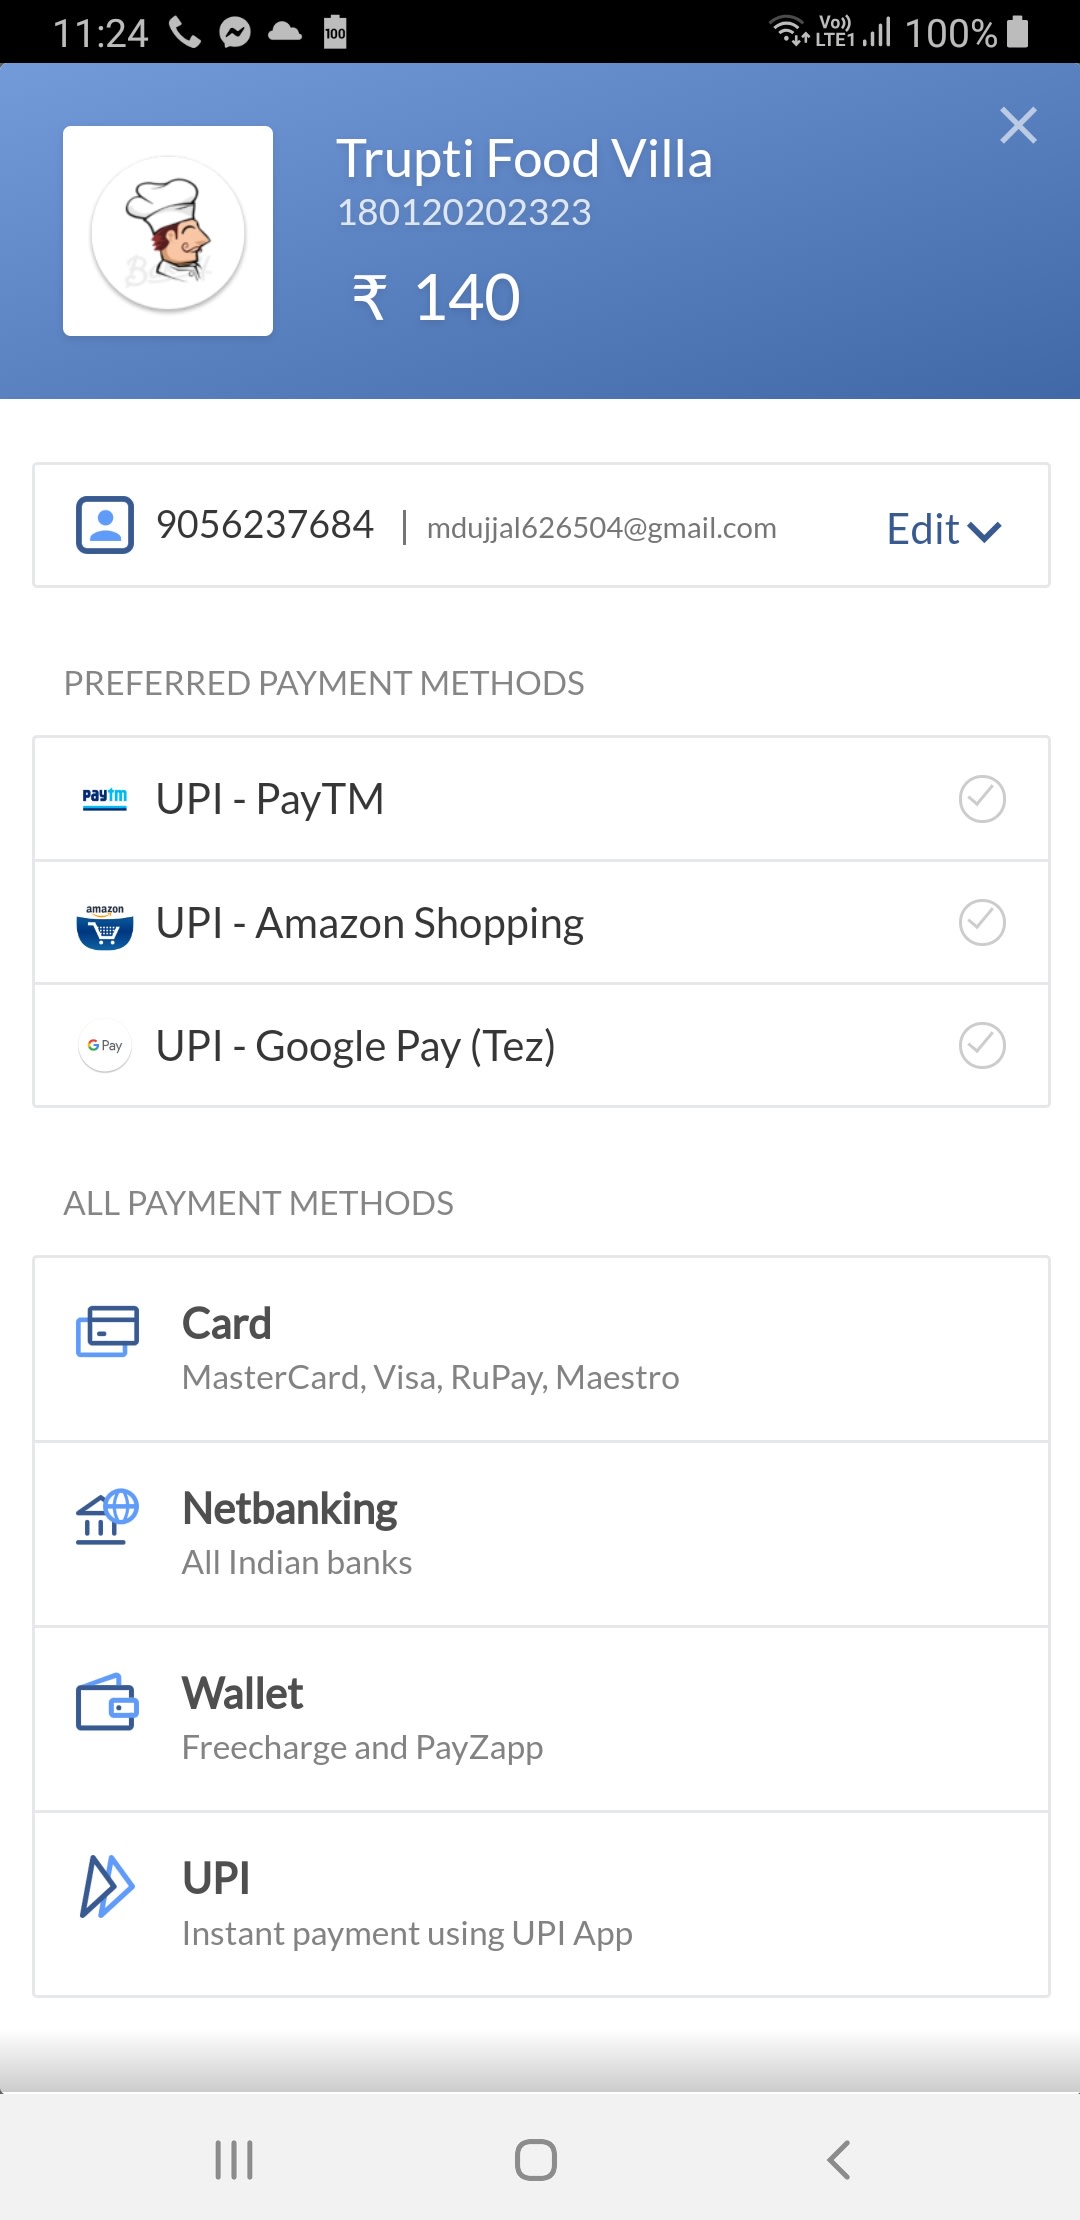 11:24
100
Vo))
LTE1
100%
Trupti Food Villa
180120202323
₹ 140
9056237684 | mdujjal626504@gmail.com
Edit
PREFERRED PAYMENT METHODS
paytm
UPI - PayTM
amazon
UPI - Amazon Shopping
G Pay
UPI - Google Pay (Tez)
ALL PAYMENT METHODS
Card
MasterCard, Visa, RuPay, Maestro
Netbanking
All Indian banks
Wallet
Freecharge and PayZapp
UPI
Instant payment using UPI App